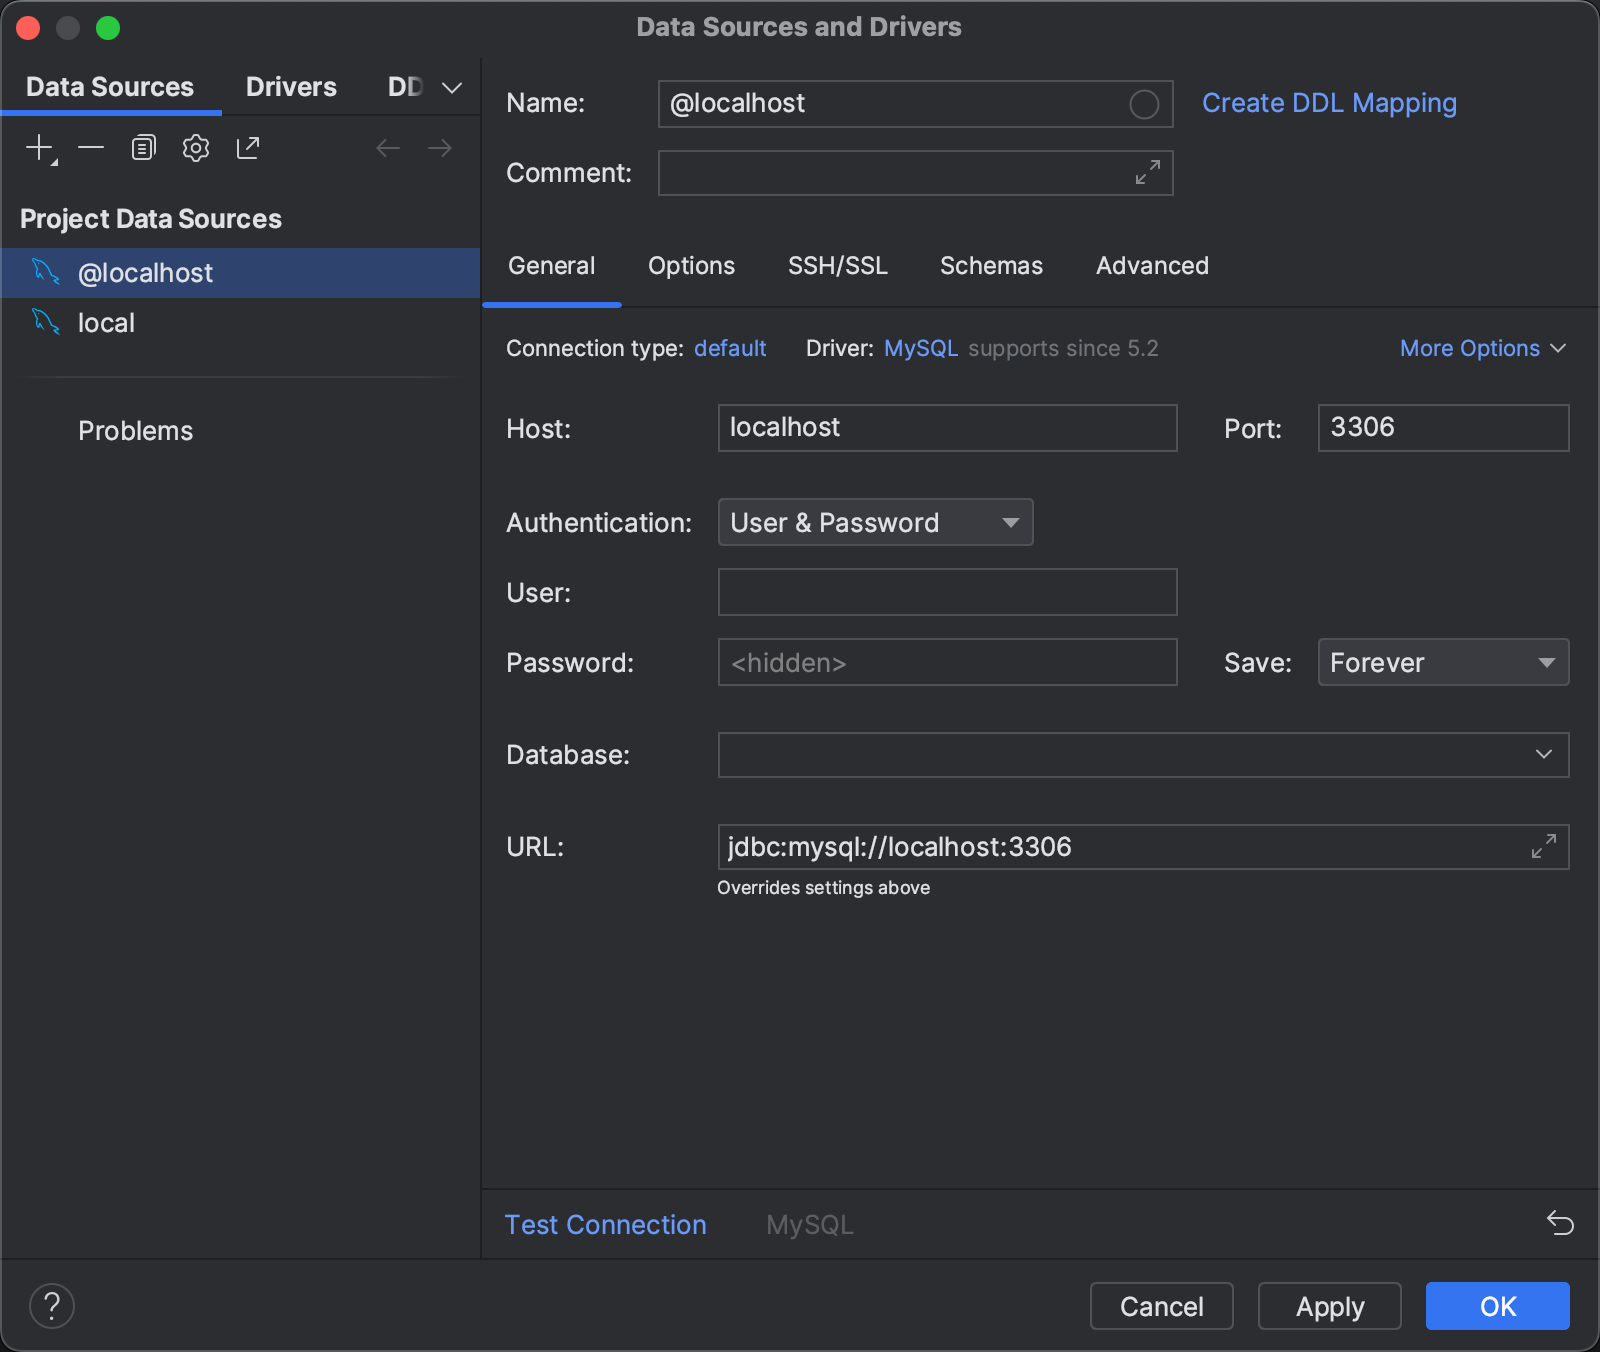 Data Sources and Drivers
Data Sources Drivers DD
Name: @localhost Create DDL Mapping
Comment:
Project Data Sources
@localhost
local
Problems
General Options SSH/SSL Schemas Advanced
Connection type: default Driver: MySQL supports since 5.2 More Options
Host: localhost Port: 3306
Authentication: User & Password
User:
Password: <hidden> Save: Forever
Database:
URL: jdbc:mysql://localhost:3306
Overrides settings above
Test Connection MySQL
? Cancel Apply OK